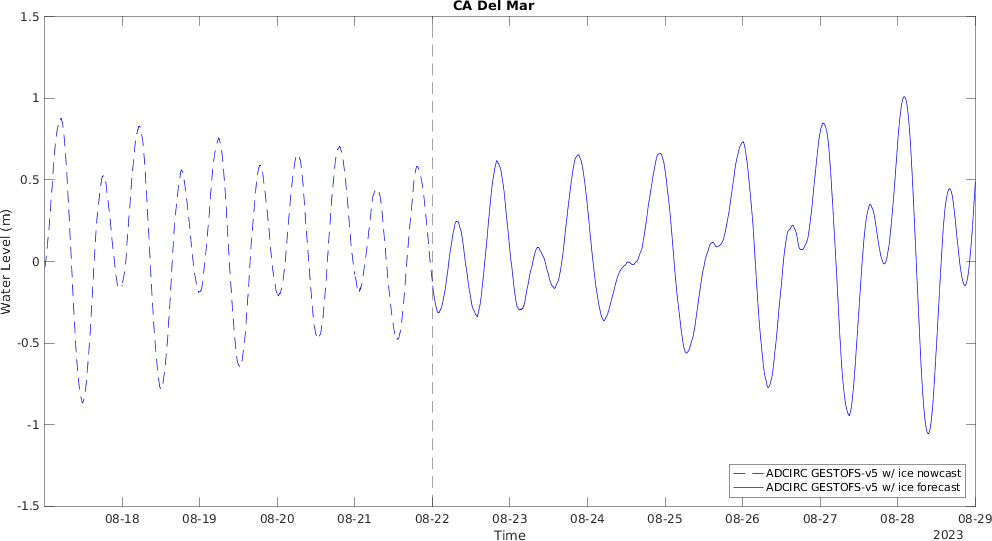 CA Del Mar
1.5
1
0.5
0
-0.5
-1
-1.5
Water Level (m)
08-18 08-19 08-20 08-21 08-22 08-23 08-24 08-25 08-26 08-27 08-28 08-29
Time
2023
ADCIRC GESTOFS-v5 w/ ice nowcast
ADCIRC GESTOFS-v5 w/ ice forecast